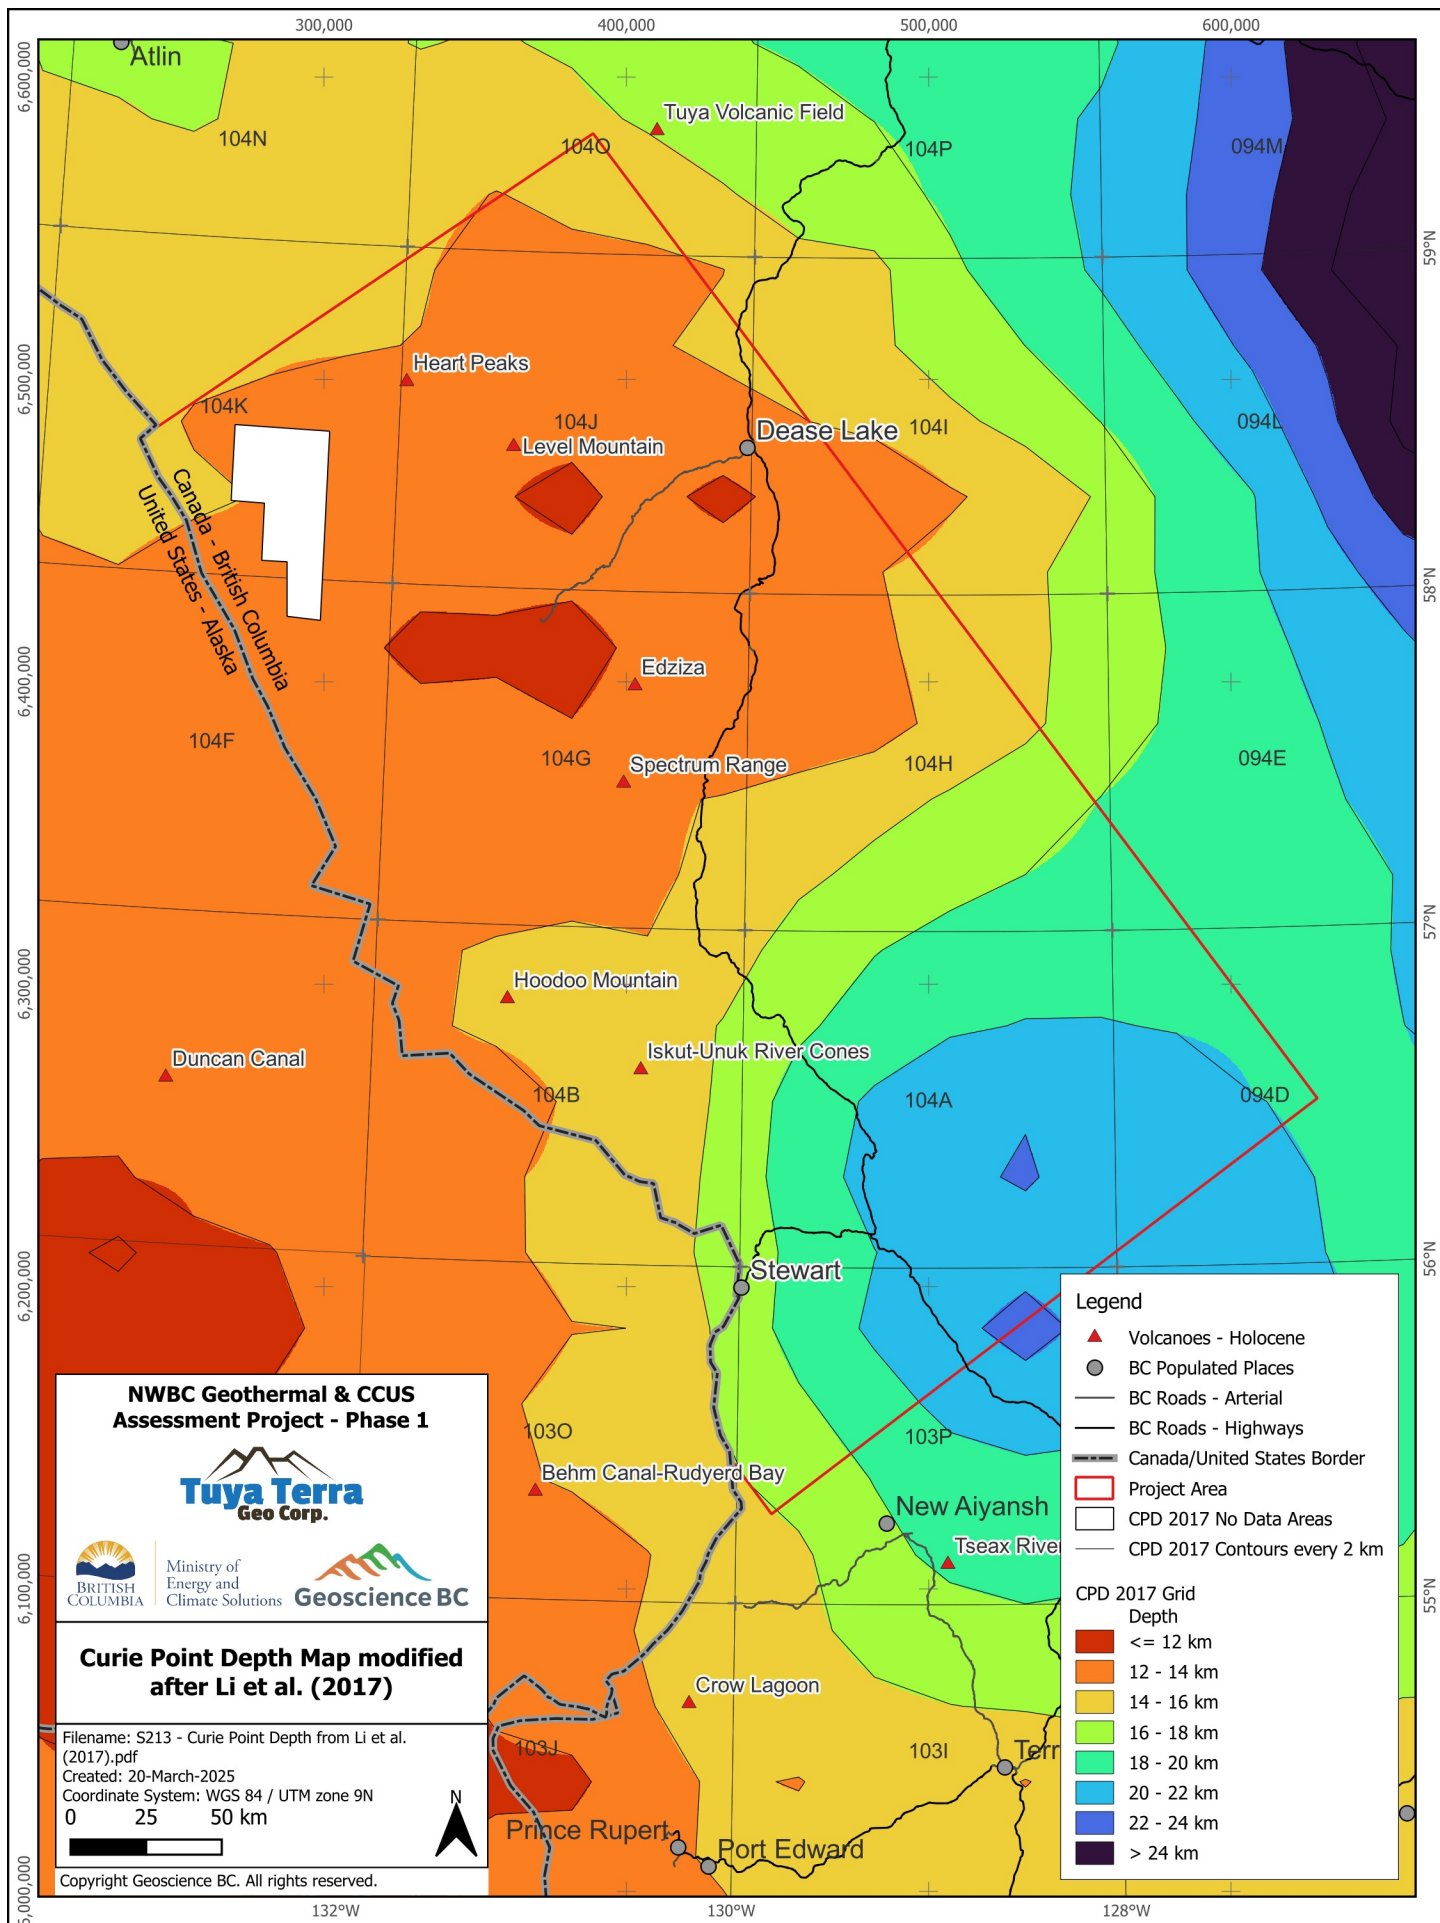 300,000
400,000
500,000
600,000
6,600,000
6,500,000
6,400,000
6,300,000
6,200,000
6,100,000
59°N
58°N
57°N
56°N
55°N
132°W
130°W
128°W
Atlin
104N
Tuya Volcanic Field
104O
104P
094M
Heart Peaks
104K
104J
Level Mountain
Dease Lake
104I
094L
Canada - British Columbia
United States - Alaska
Edziza
104F
104G
Spectrum Range
104H
094E
Hoodoo Mountain
Duncan Canal
Iskut-Unuk River Cones
104B
104A
094D
Stewart
103O
103P
Behm Canal-Rudyerd Bay
New Aiyansh
Tseax River
Crow Lagoon
103J
103I
Terr
Prince Rupert
Port Edward
NWBC Geothermal & CCUS
Assessment Project - Phase 1
Tuya Terra
Geo Corp.
BRITISH
COLUMBIA
Ministry of
Energy and
Climate Solutions
Geoscience BC
Curie Point Depth Map modified
after Li et al. (2017)
Filename: S213 - Curie Point Depth from Li et al.
(2017).pdf
Created: 20-March-2025
Coordinate System: WGS 84 / UTM zone 9N
0 25 50 km
N
Copyright Geoscience BC. All rights reserved.
Legend
Volcanoes - Holocene
BC Populated Places
BC Roads - Arterial
BC Roads - Highways
Canada/United States Border
Project Area
CPD 2017 No Data Areas
CPD 2017 Contours every 2 km
CPD 2017 Grid
Depth
<= 12 km
12 - 14 km
14 - 16 km
16 - 18 km
18 - 20 km
20 - 22 km
22 - 24 km
> 24 km